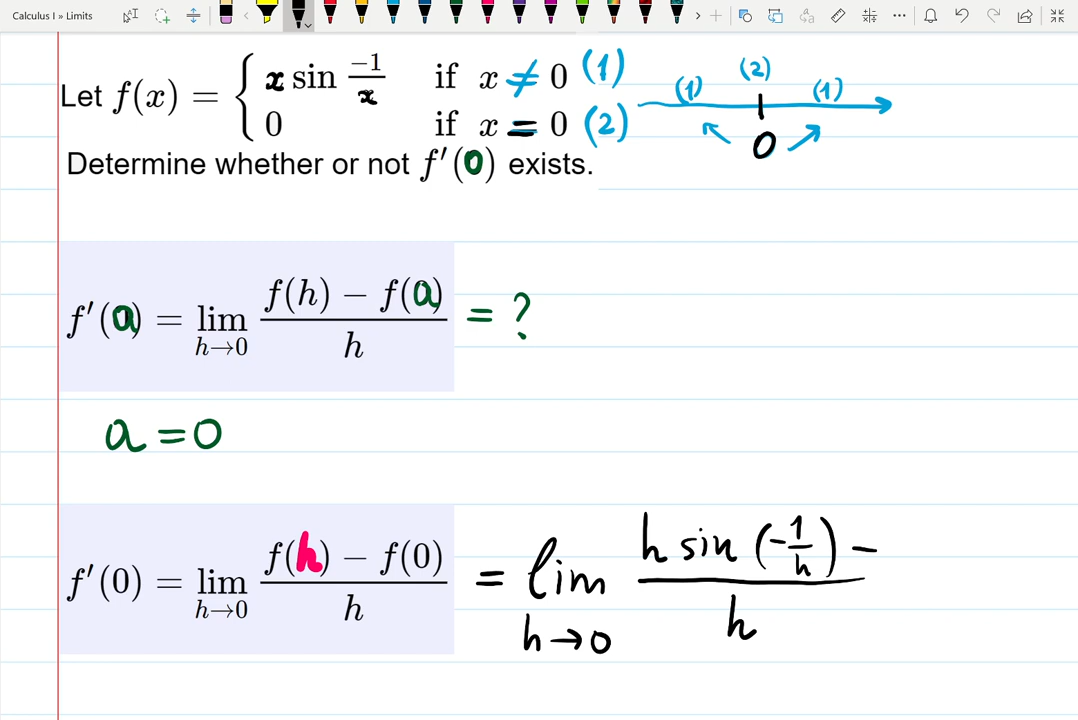 Calculus I » Limits
Let f(x) = { x sin −1/x if x ≠ 0 (1)
0 if x = 0 (2)
(1) (2) (1)
0
Determine whether or not f′(0) exists.
f′(a) = lim h→0 (f(h) − f(a))/h = ?
a = 0
f′(0) = lim h→0 (f(h) − f(0))/h = lim h→0 (h sin (−1/h) −)/h